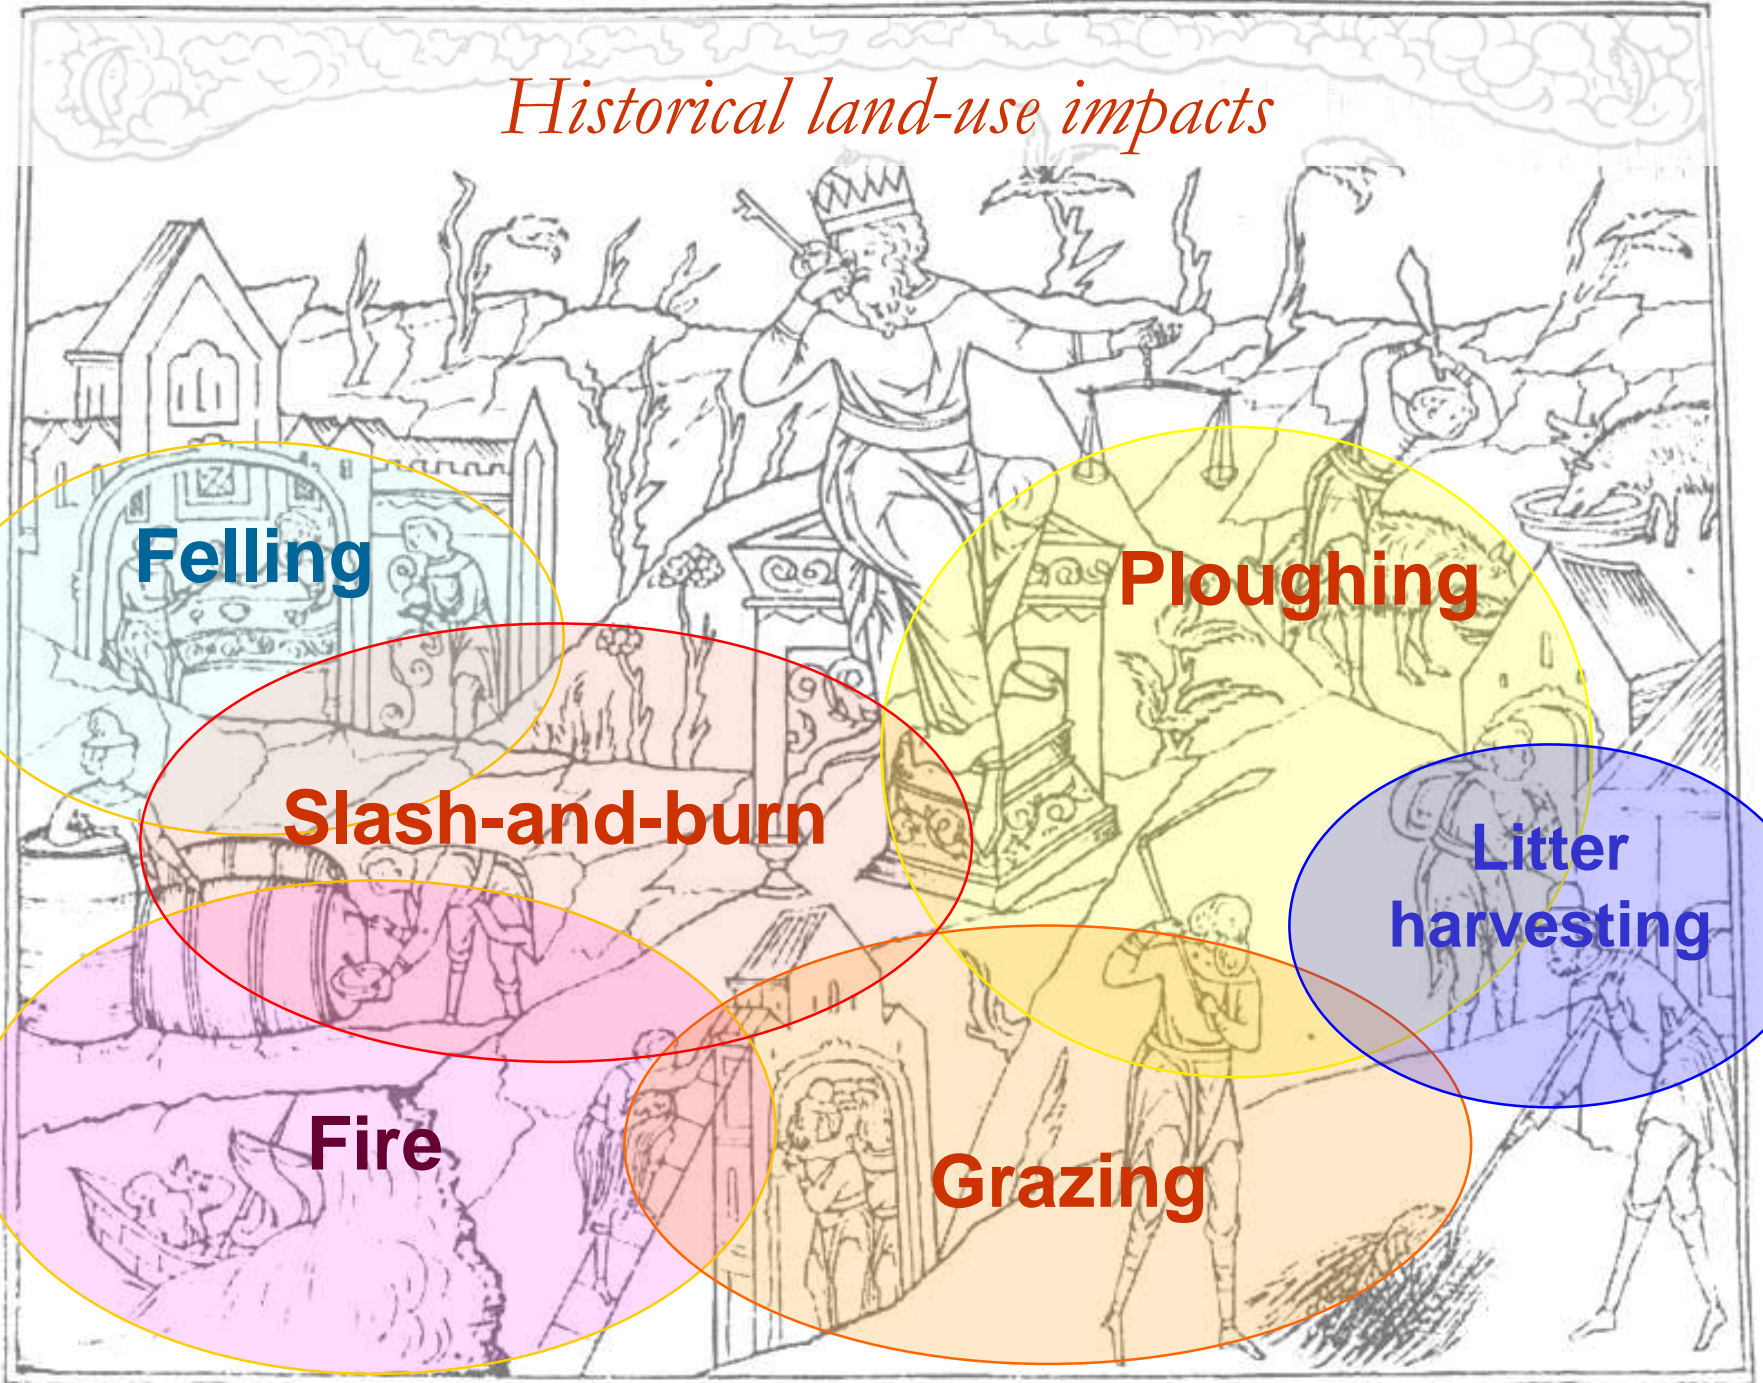 Historical land-use impacts
Felling
Ploughing
Slash-and-burn
Litter
harvesting
Fire
Grazing